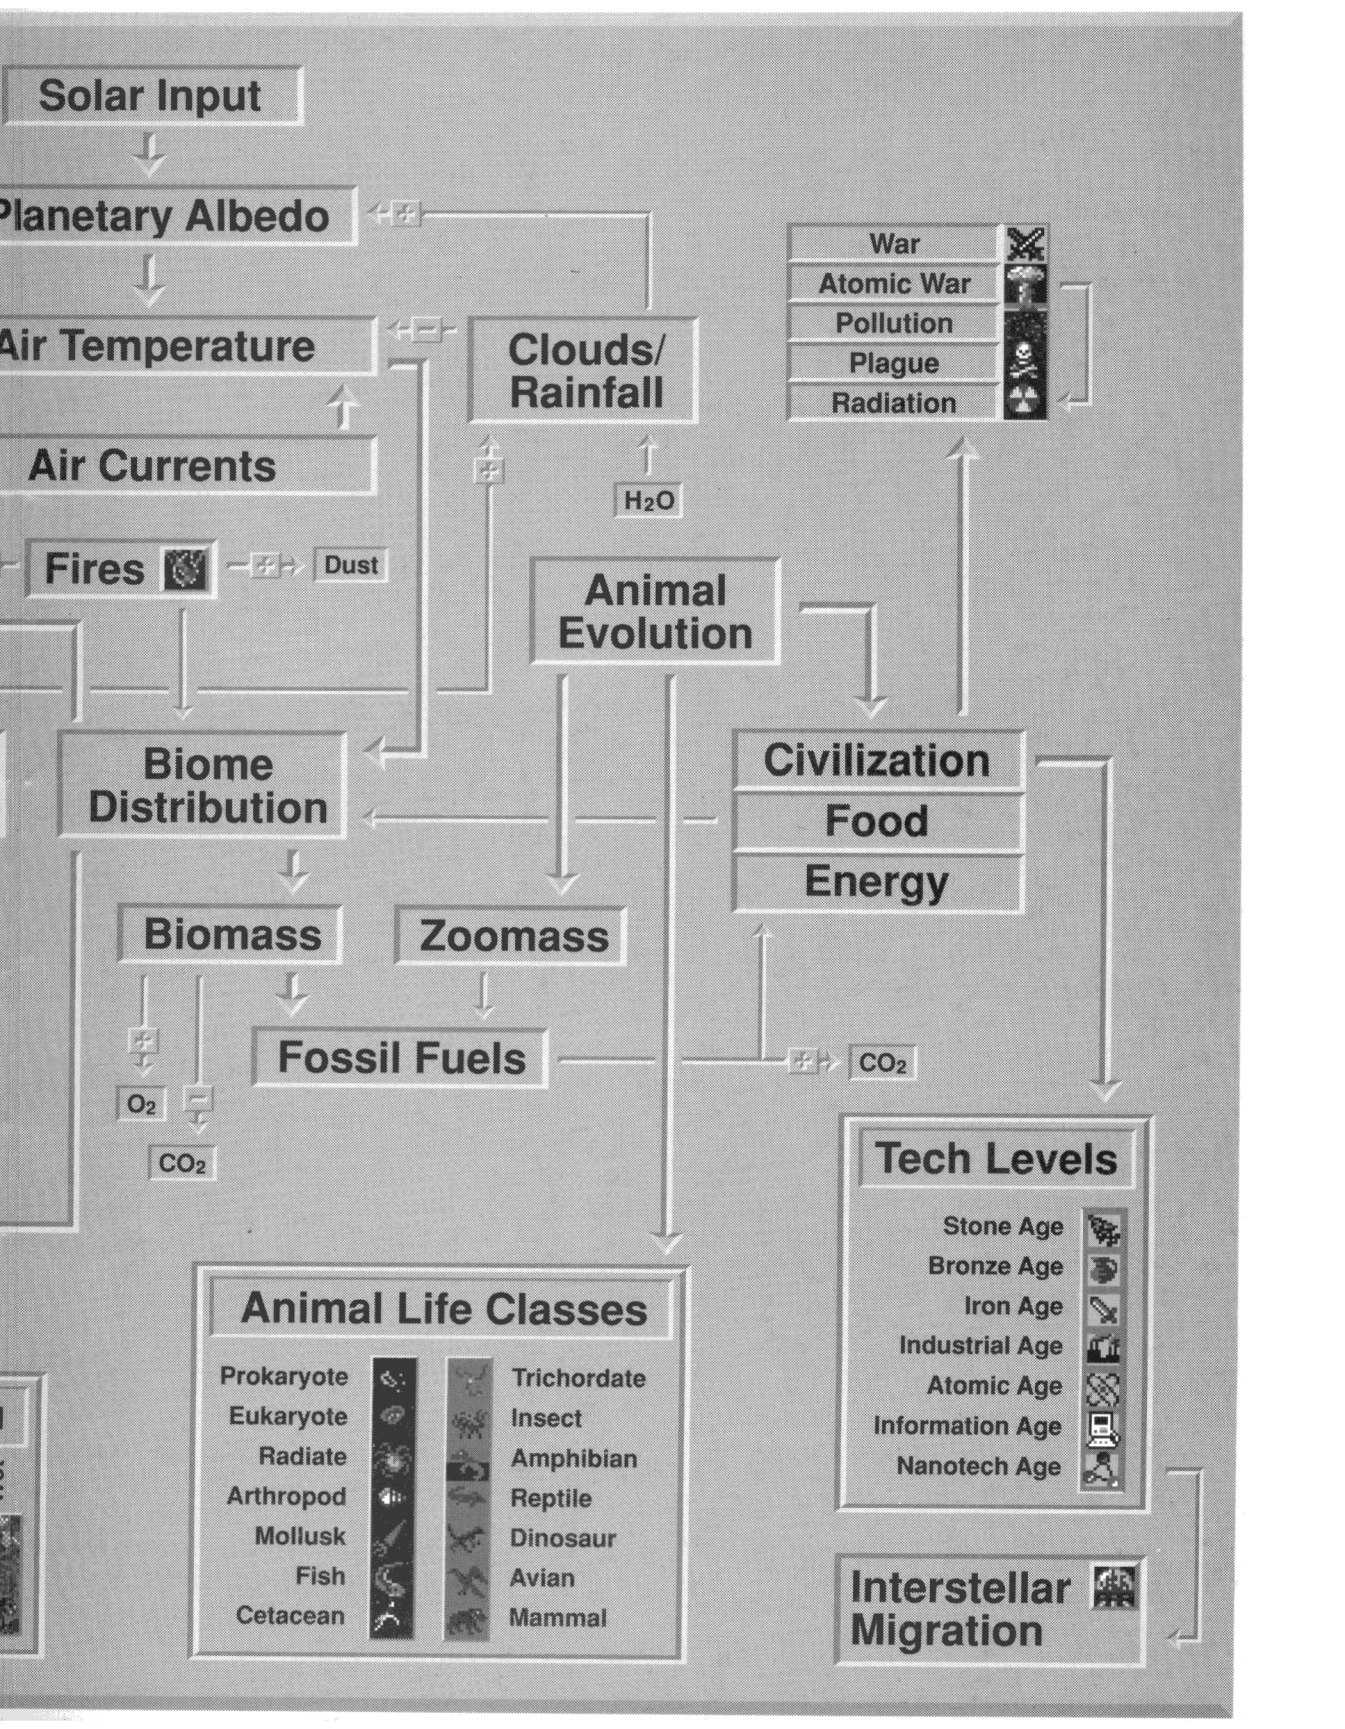 Solar Input
Planetary Albedo
Air Temperature
Clouds/
Rainfall
Air Currents
H2O
Fires
Dust
War
Atomic War
Pollution
Plague
Radiation
Animal
Evolution
Biome
Distribution
Civilization
Food
Energy
Biomass
Zoomass
Fossil Fuels
CO2
O2
CO2
Tech Levels
Stone Age
Bronze Age
Iron Age
Industrial Age
Atomic Age
Information Age
Nanotech Age
Interstellar
Migration
Animal Life Classes
Prokaryote
Eukaryote
Radiate
Arthropod
Mollusk
Fish
Cetacean
Trichordate
Insect
Amphibian
Reptile
Dinosaur
Avian
Mammal